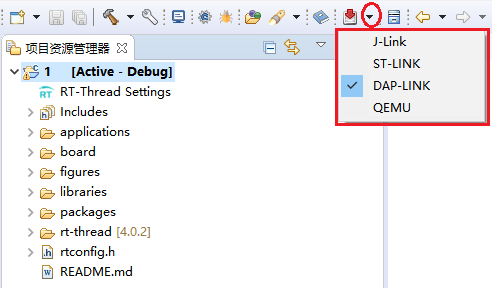 J-Link
ST-LINK
DAP-LINK
QEMU
项目资源管理器
1 [Active - Debug]
RT RT-Thread Settings
Includes
applications
board
figures
libraries
packages
rt-thread [4.0.2]
.h rtconfig.h
README.md